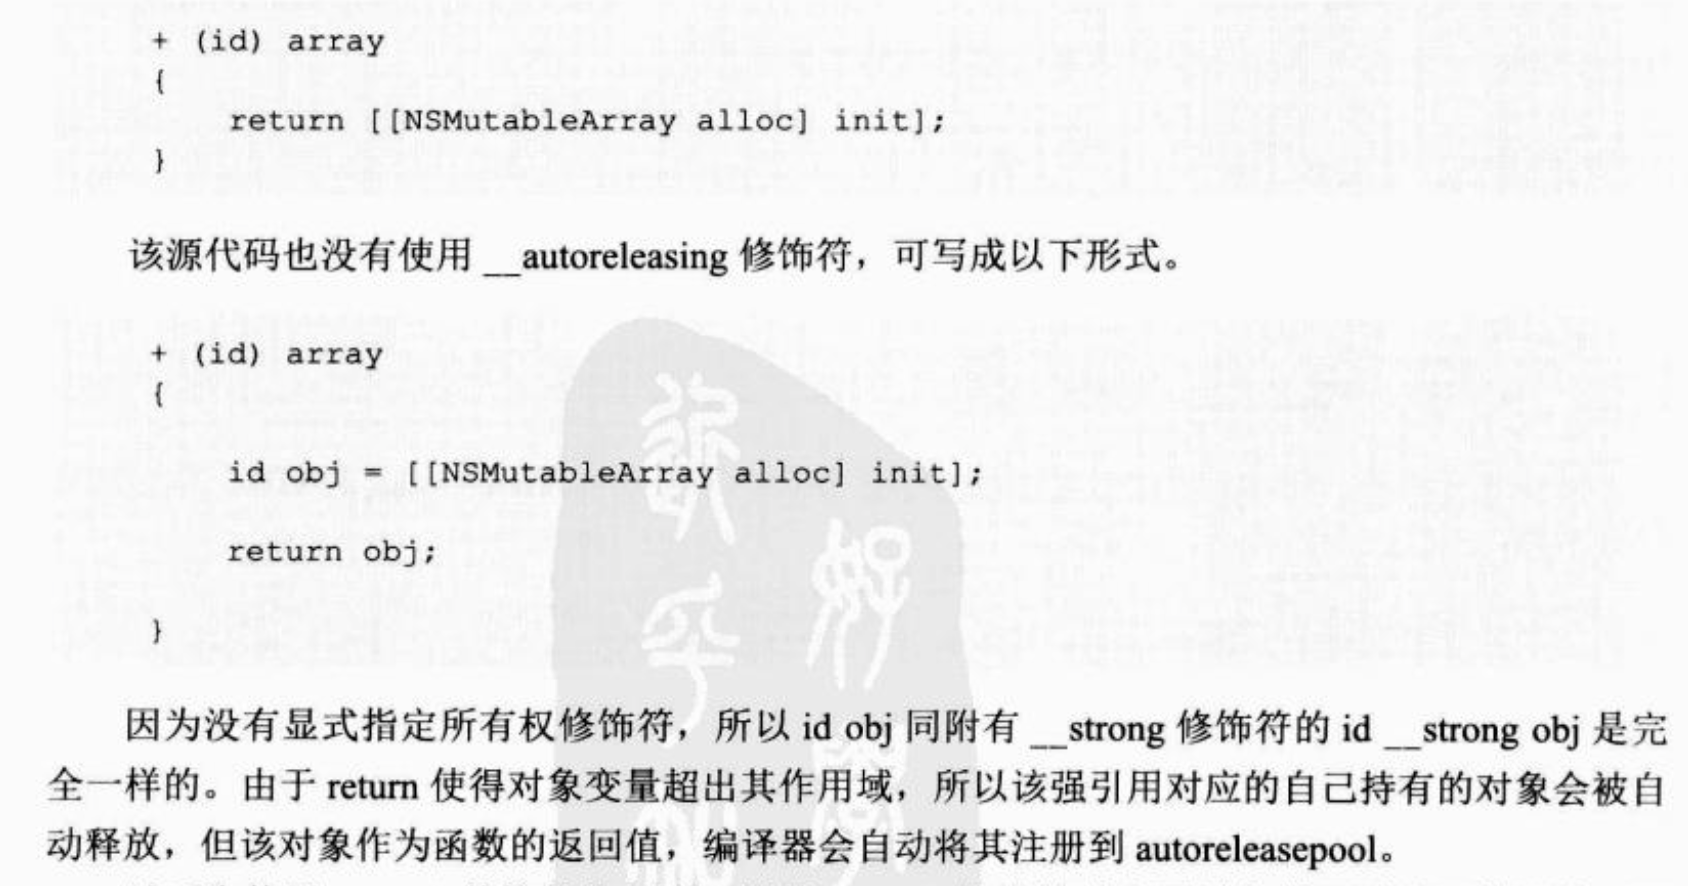 + (id) array
{
return [[NSMutableArray alloc] init];
}
该源代码也没有使用 __autoreleasing 修饰符，可写成以下形式。
+ (id) array
{
id obj = [[NSMutableArray alloc] init];
return obj;
}
因为没有显式指定所有权修饰符，所以 id obj 同附有 __strong 修饰符的 id __strong obj 是完
全一样的。由于 return 使得对象变量超出其作用域，所以该强引用对应的自己持有的对象会被自
动释放，但该对象作为函数的返回值，编译器会自动将其注册到 autoreleasepool。